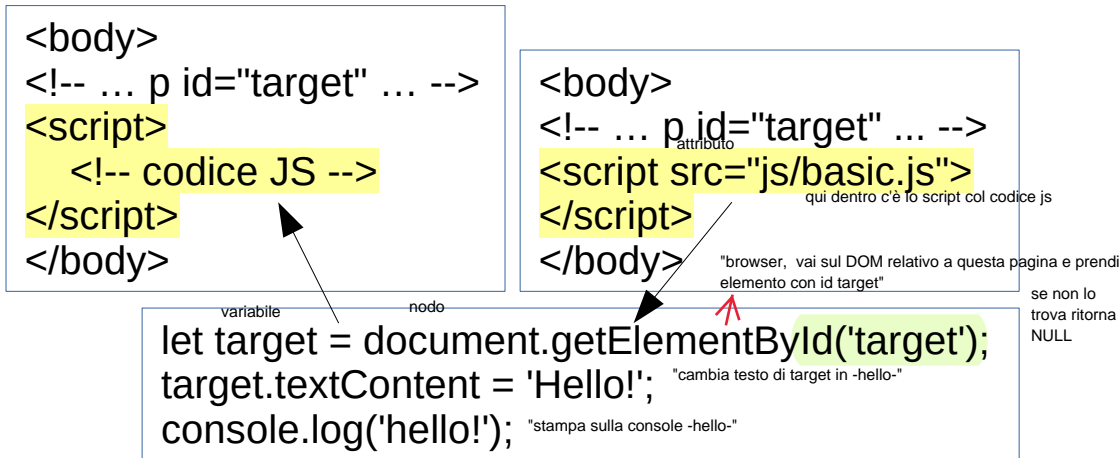 <body>
<!-- … p id="target" … -->
<script>
<!-- codice JS -->
</script>
</body>
<body>
<!-- … p id="target" ... -->
attributo
<script src="js/basic.js">
qui dentro c'è lo script col codice js
</script>
</body>
"browser, vai sul DOM relativo a questa pagina e prendi
elemento con id target"
se non lo
trova ritorna
NULL
variabile
nodo
let target = document.getElementById('target');
target.textContent = 'Hello!';
"cambia testo di target in -hello-"
console.log('hello!');
"stampa sulla console -hello-"